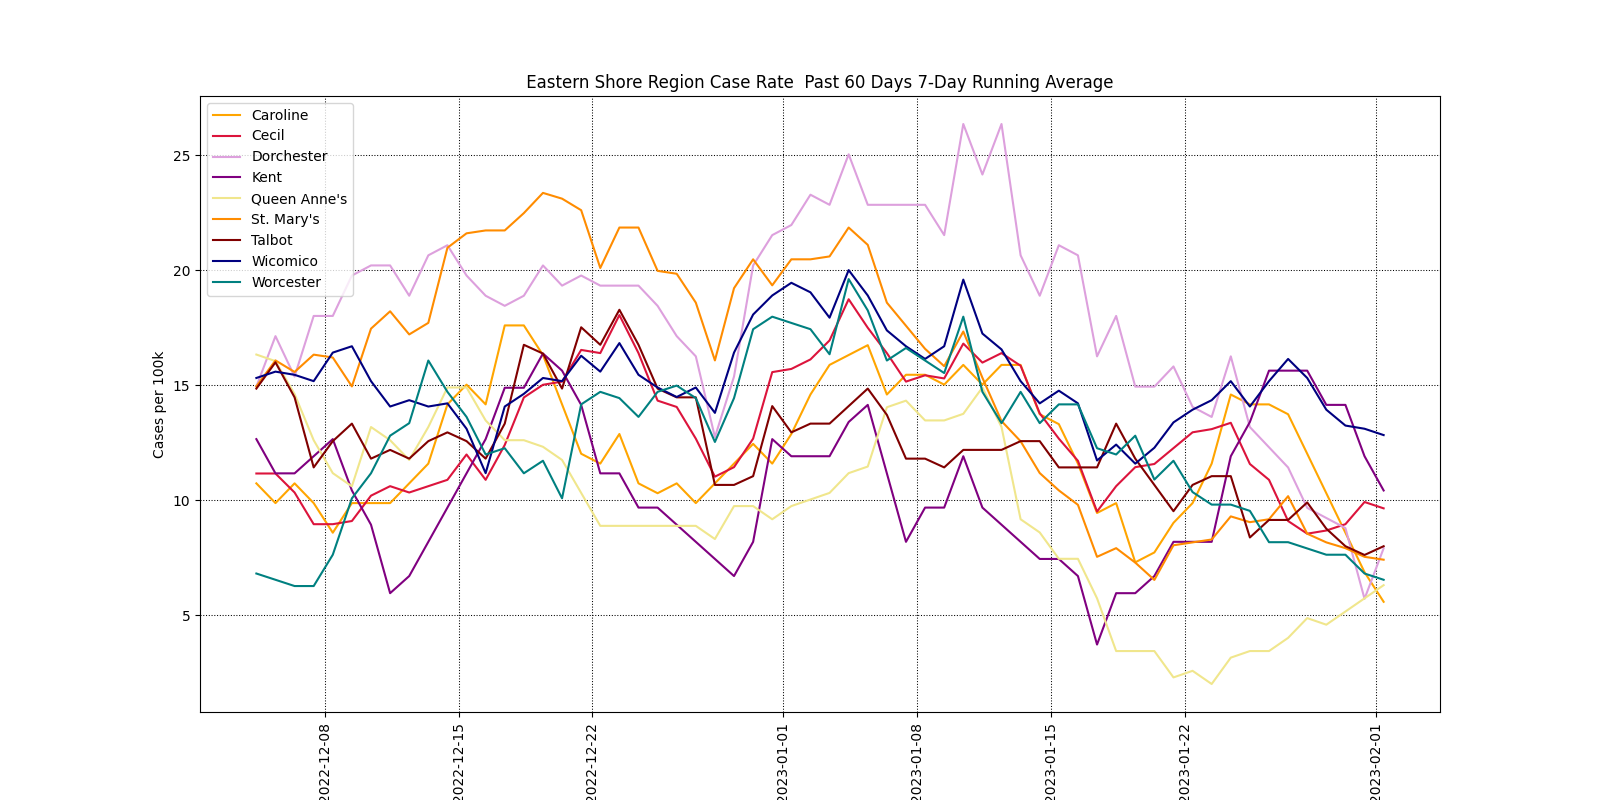 Eastern Shore Region Case Rate  Past 60 Days 7-Day Running Average
Caroline
Cecil
Dorchester
Kent
Queen Anne's
St. Mary's
Talbot
Wicomico
Worcester
Cases per 100k
25
20
15
10
5
2022-12-08
2022-12-15
2022-12-22
2023-01-01
2023-01-08
2023-01-15
2023-01-22
2023-02-01